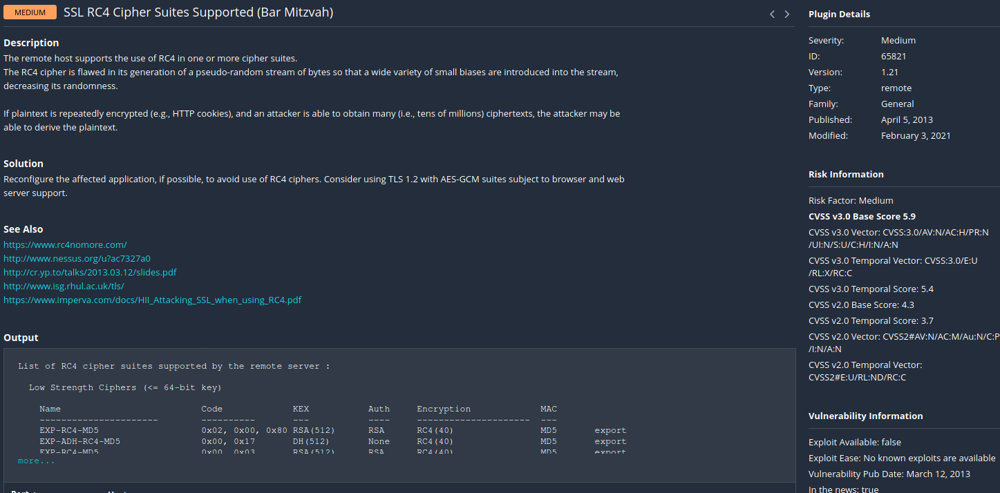 MEDIUM SSL RC4 Cipher Suites Supported (Bar Mitzvah)
Description
The remote host supports the use of RC4 in one or more cipher suites.
The RC4 cipher is flawed in its generation of a pseudo-random stream of bytes so that a wide variety of small biases are introduced into the stream,
decreasing its randomness.
If plaintext is repeatedly encrypted (e.g., HTTP cookies), and an attacker is able to obtain many (i.e., tens of millions) ciphertexts, the attacker may be
able to derive the plaintext.
Solution
Reconfigure the affected application, if possible, to avoid use of RC4 ciphers. Consider using TLS 1.2 with AES-GCM suites subject to browser and web
server support.
See Also
https://www.rc4nomore.com/
http://www.nessus.org/u?ac7327a0
http://cr.yp.to/talks/2013.03.12/slides.pdf
http://www.isg.rhul.ac.uk/tls/
https://www.imperva.com/docs/HII_Attacking_SSL_when_using_RC4.pdf
Output
List of RC4 cipher suites supported by the remote server :
Low Strength Ciphers (<= 64-bit key)
Name Code KEX Auth Encryption MAC
---------------------- ---------- --- ---- --------------------- ---
EXP-RC4-MD5 0x02, 0x00, 0x80 RSA(512) RSA RC4(40) MD5 export
EXP-ADH-RC4-MD5 0x00, 0x17 DH(512) None RC4(40) MD5 export
EXP-RC4-MD5 0x00, 0x03 RSA(512) RSA RC4(40) MD5 export
more...
Plugin Details
Severity: Medium
ID: 65821
Version: 1.21
Type: remote
Family: General
Published: April 5, 2013
Modified: February 3, 2021
Risk Information
Risk Factor: Medium
CVSS v3.0 Base Score 5.9
CVSS v3.0 Vector: CVSS:3.0/AV:N/AC:H/PR:N
/UI:N/S:U/C:H/I:N/A:N
CVSS v3.0 Temporal Vector: CVSS:3.0/E:U
/RL:X/RC:C
CVSS v3.0 Temporal Score: 5.4
CVSS v2.0 Base Score: 4.3
CVSS v2.0 Temporal Score: 3.7
CVSS v2.0 Vector: CVSS2#AV:N/AC:M/Au:N/C:P
/I:N/A:N
CVSS v2.0 Temporal Vector:
CVSS2#E:U/RL:ND/RC:C
Vulnerability Information
Exploit Available: false
Exploit Ease: No known exploits are available
Vulnerability Pub Date: March 12, 2013
In the news: true